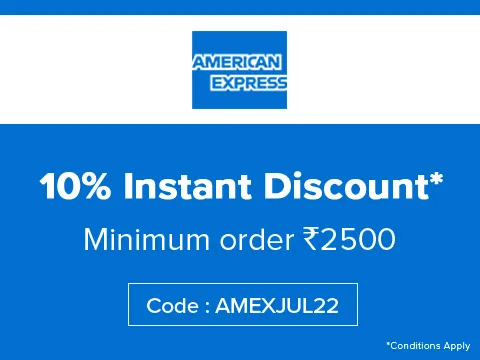 AMERICAN
EXPRESS
10% Instant Discount*
Minimum order ₹2500
Code : AMEXJUL22
*Conditions Apply